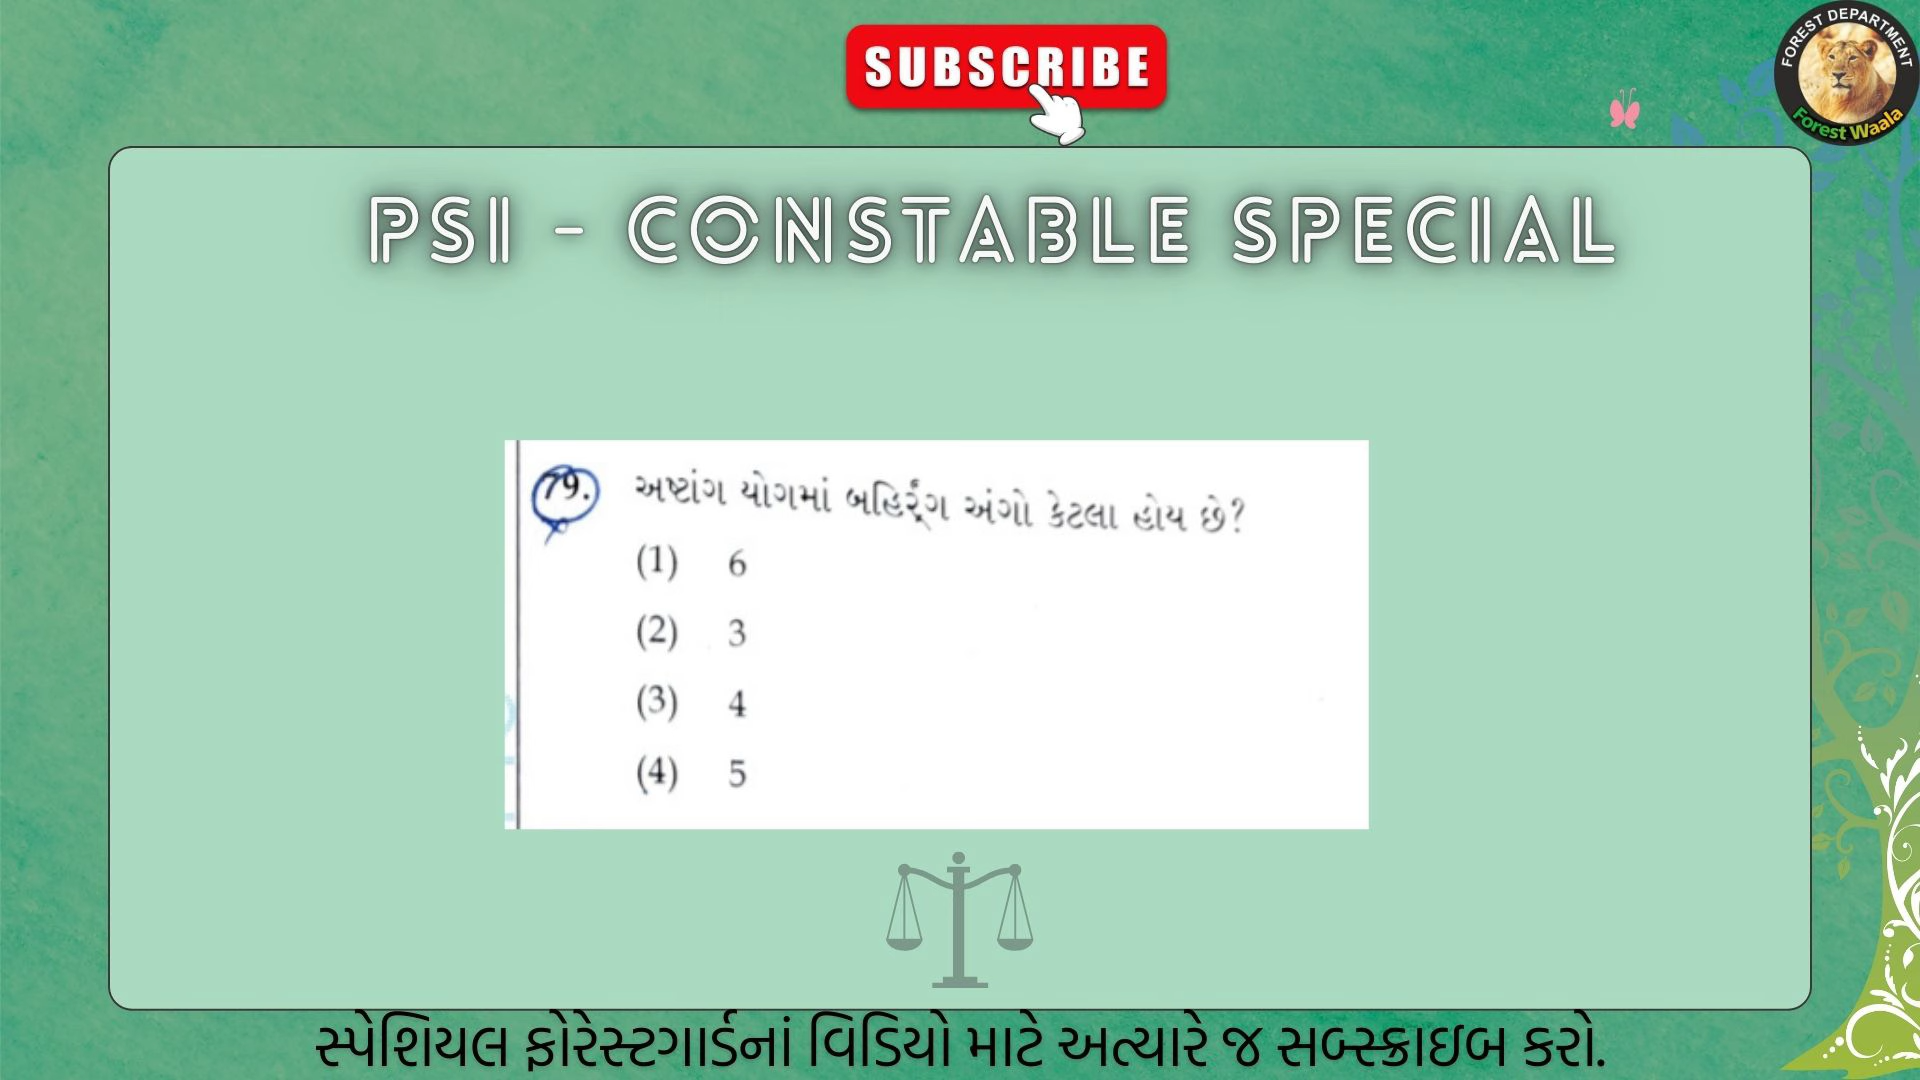 SUBSCRIBE
FOREST DEPARTMENT
Forest Waala
PSI - CONSTABLE SPECIAL
79. અષ્ટાંગ યોગમાં બહિર્રંગ અંગો કેટલા હોય છે?
(1) 6
(2) 3
(3) 4
(4) 5
સ્પેશિયલ ફોરેસ્ટગાર્ડનાં વિડિયો માટે અત્યારે જ સબ્સ્ક્રાઇબ કરો.